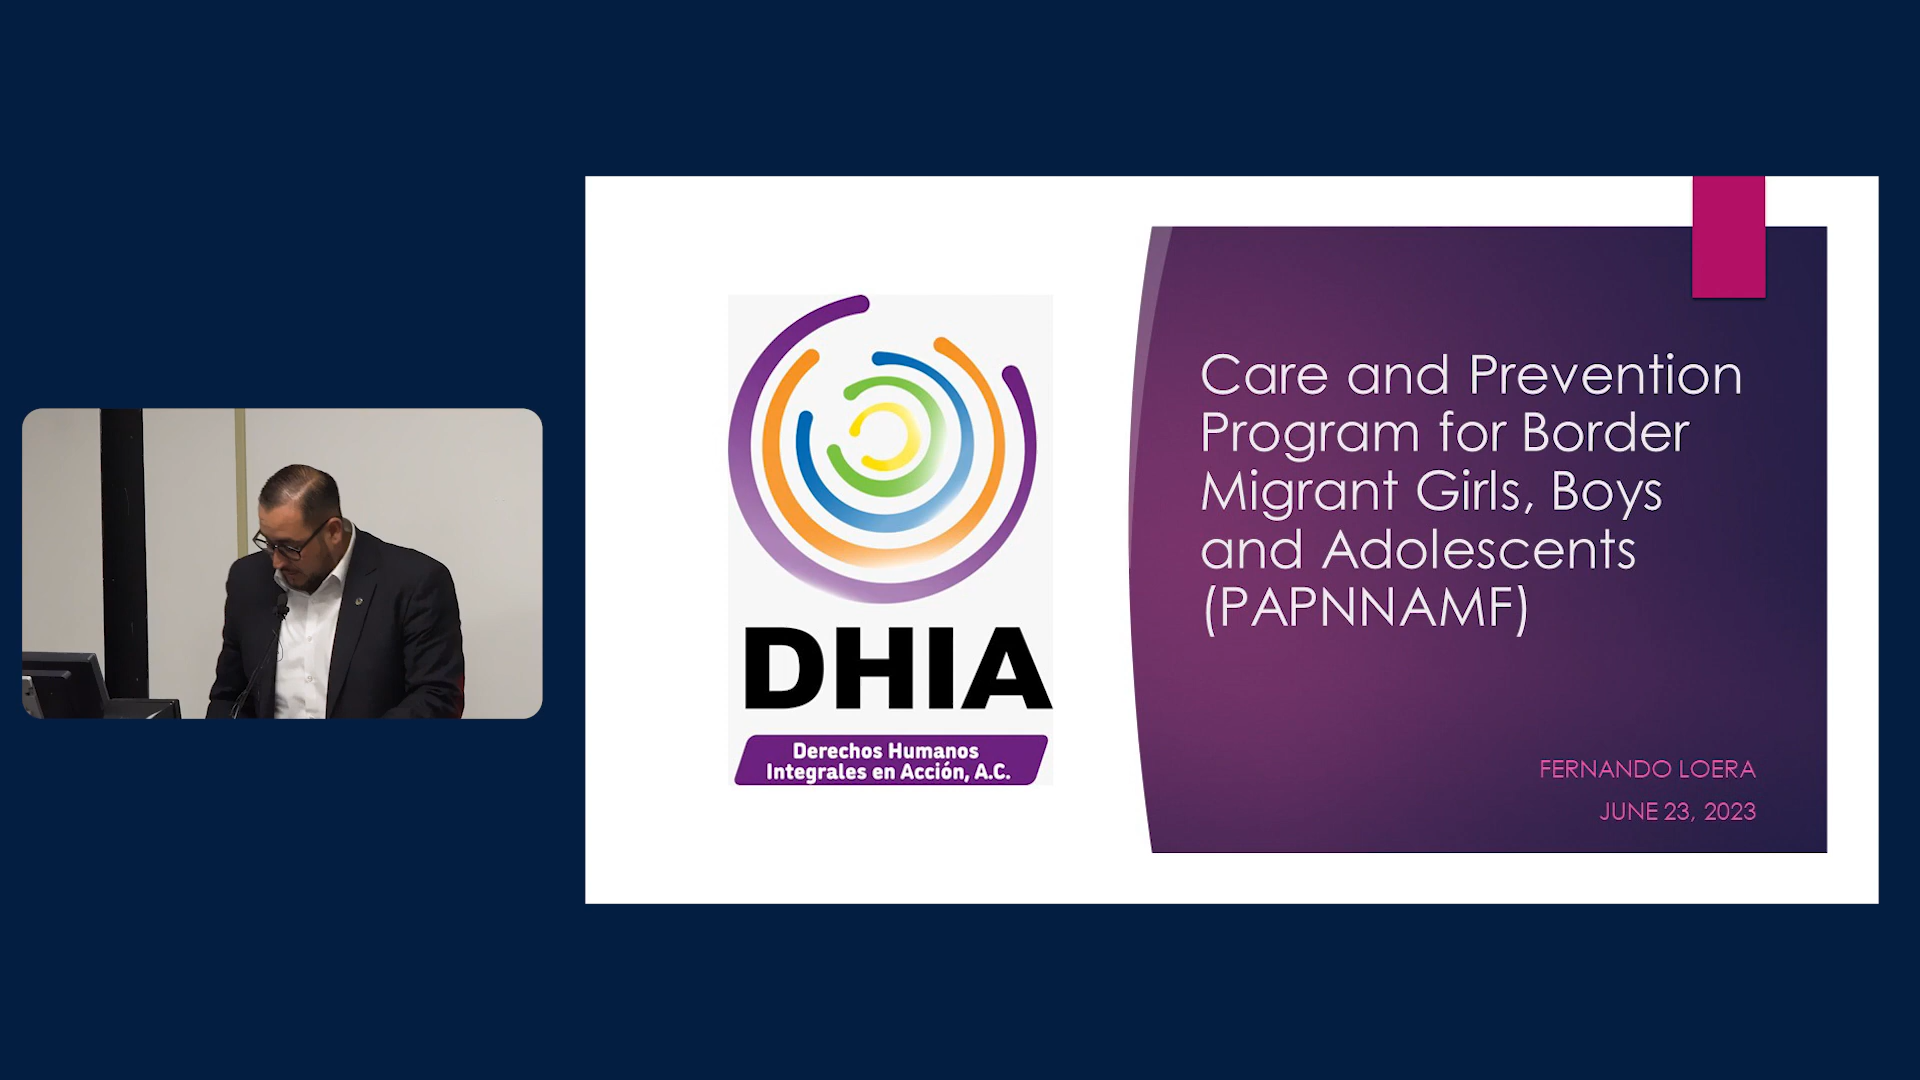 DHIA
Derechos Humanos
Integrales en Acción, A.C.
Care and Prevention
Program for Border
Migrant Girls, Boys
and Adolescents
(PAPNNAMF)
FERNANDO LOERA
JUNE 23, 2023